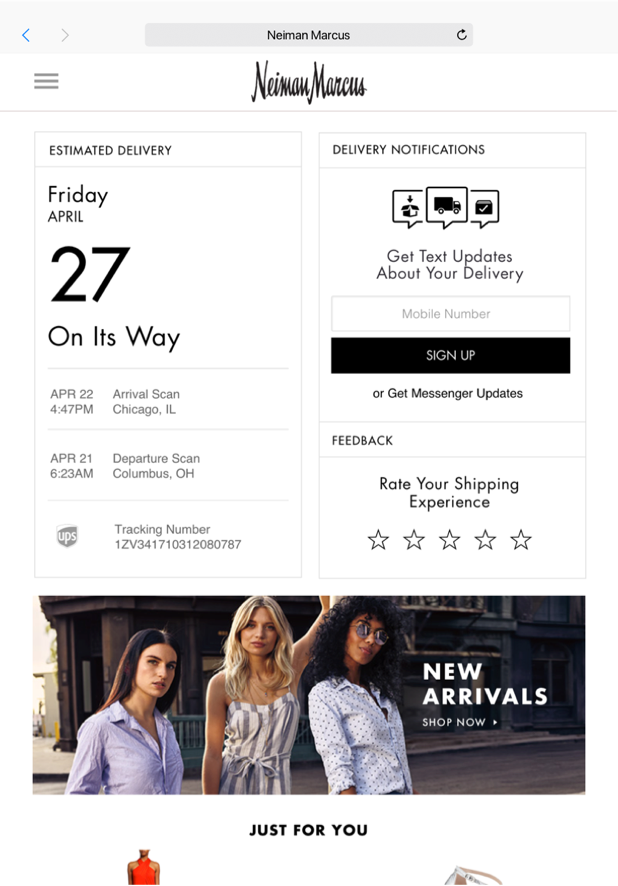 Neiman Marcus
Neiman Marcus
ESTIMATED DELIVERY
Friday
APRIL
27
On Its Way
APR 22 Arrival Scan
4:47PM Chicago, IL
APR 21 Departure Scan
6:23AM Columbus, OH
ups
Tracking Number
1ZV341710312080787
DELIVERY NOTIFICATIONS
Get Text Updates
About Your Delivery
Mobile Number
SIGN UP
or Get Messenger Updates
FEEDBACK
Rate Your Shipping
Experience
NEW
ARRIVALS
SHOP NOW
JUST FOR YOU